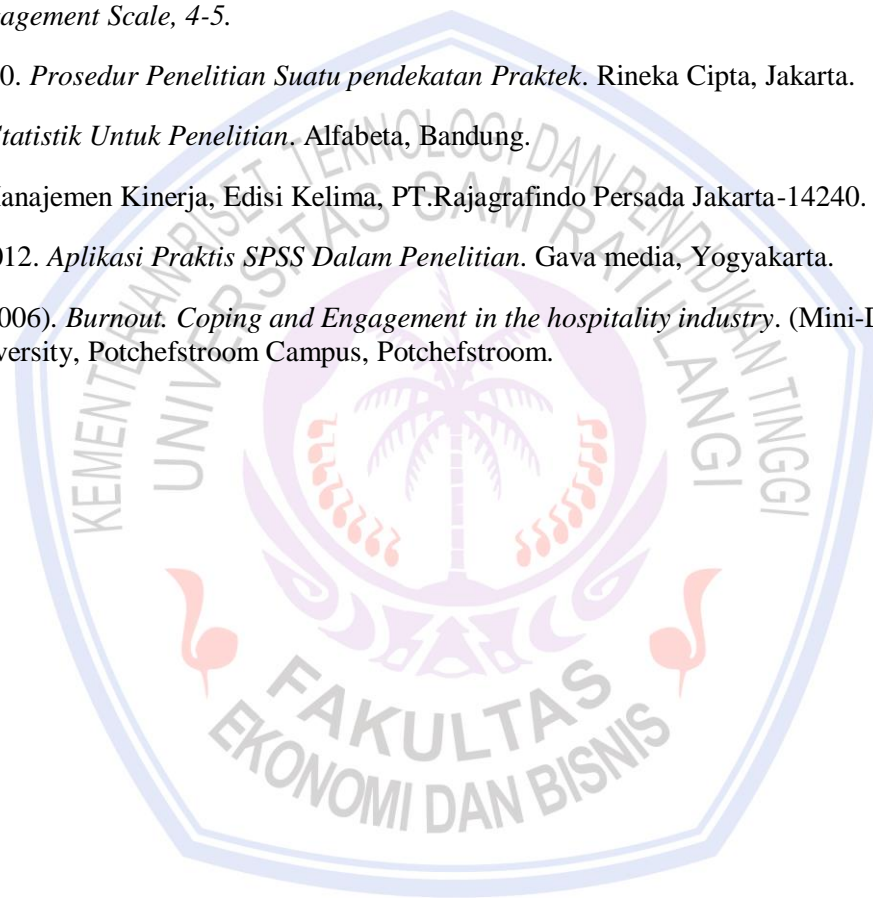 agement Scale, 4-5.
0. Prosedur Penelitian Suatu pendekatan Praktek. Rineka Cipta, Jakarta.
tatistik Untuk Penelitian. Alfabeta, Bandung.
anajemen Kinerja, Edisi Kelima, PT.Rajagrafindo Persada Jakarta-14240.
012. Aplikasi Praktis SPSS Dalam Penelitian. Gava media, Yogyakarta.
006). Burnout. Coping and Engagement in the hospitality industry. (Mini-D
versity, Potchefstroom Campus, Potchefstroom.
KEMENTERIAN RISET TEKNOLOGI DAN PENDIDIKAN TINGGI
UNIVERSITAS SAM RATULANGI
FAKULTAS
EKONOMI DAN BISNIS